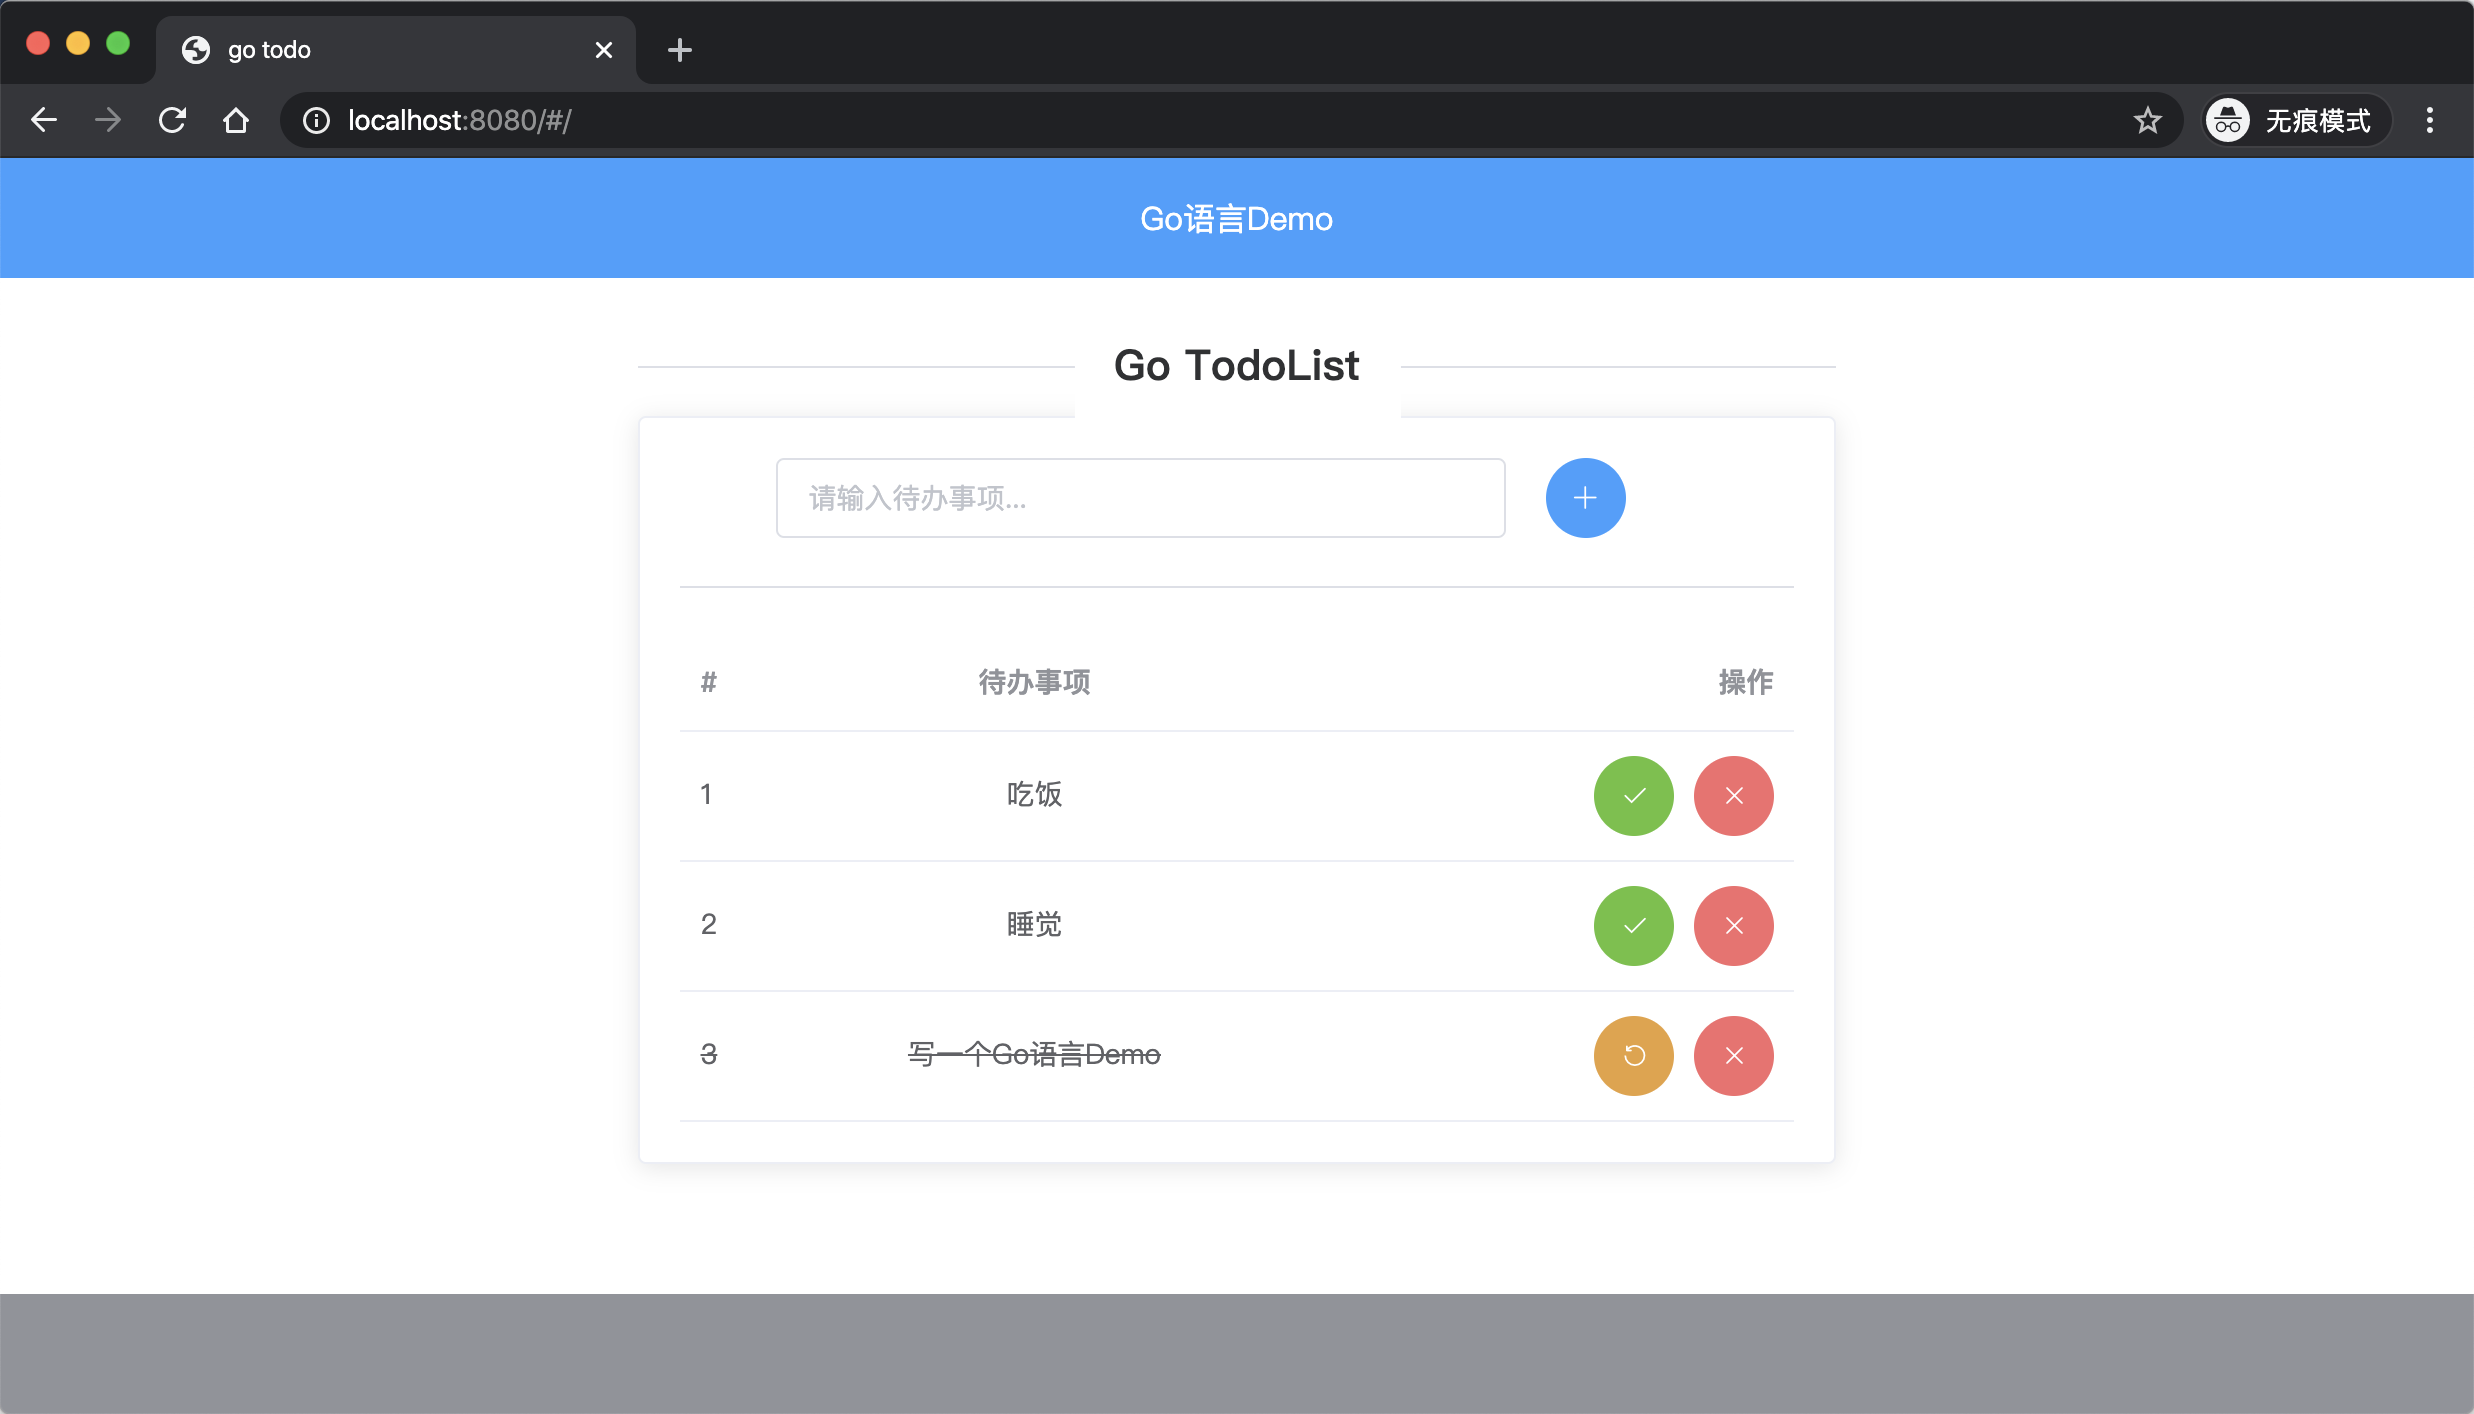 go todo
localhost:8080/#/
无痕模式
Go语言Demo
Go TodoList
请输入待办事项...
# 待办事项 操作
1 吃饭
2 睡觉
3 写一个Go语言Demo